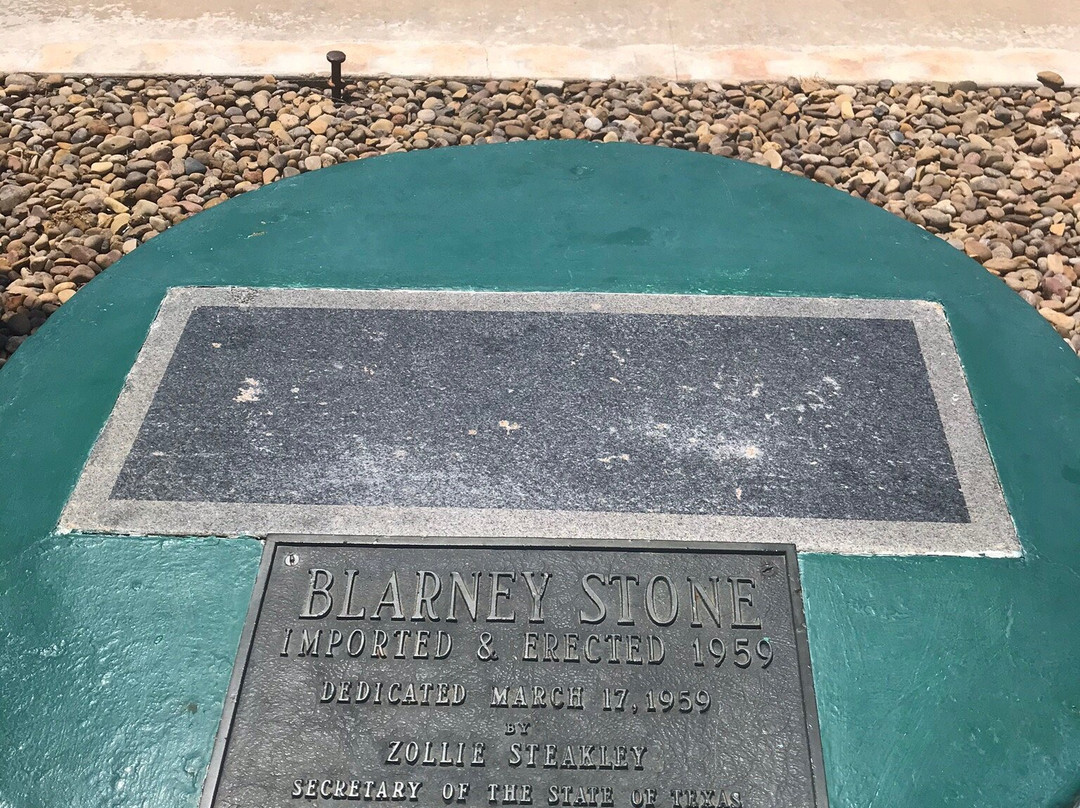 BLARNEY STONE
IMPORTED & ERECTED 1959
DEDICATED MARCH 17, 1959
BY
ZOLLIE STEAKLEY
SECRETARY OF THE STATE OF TEXAS